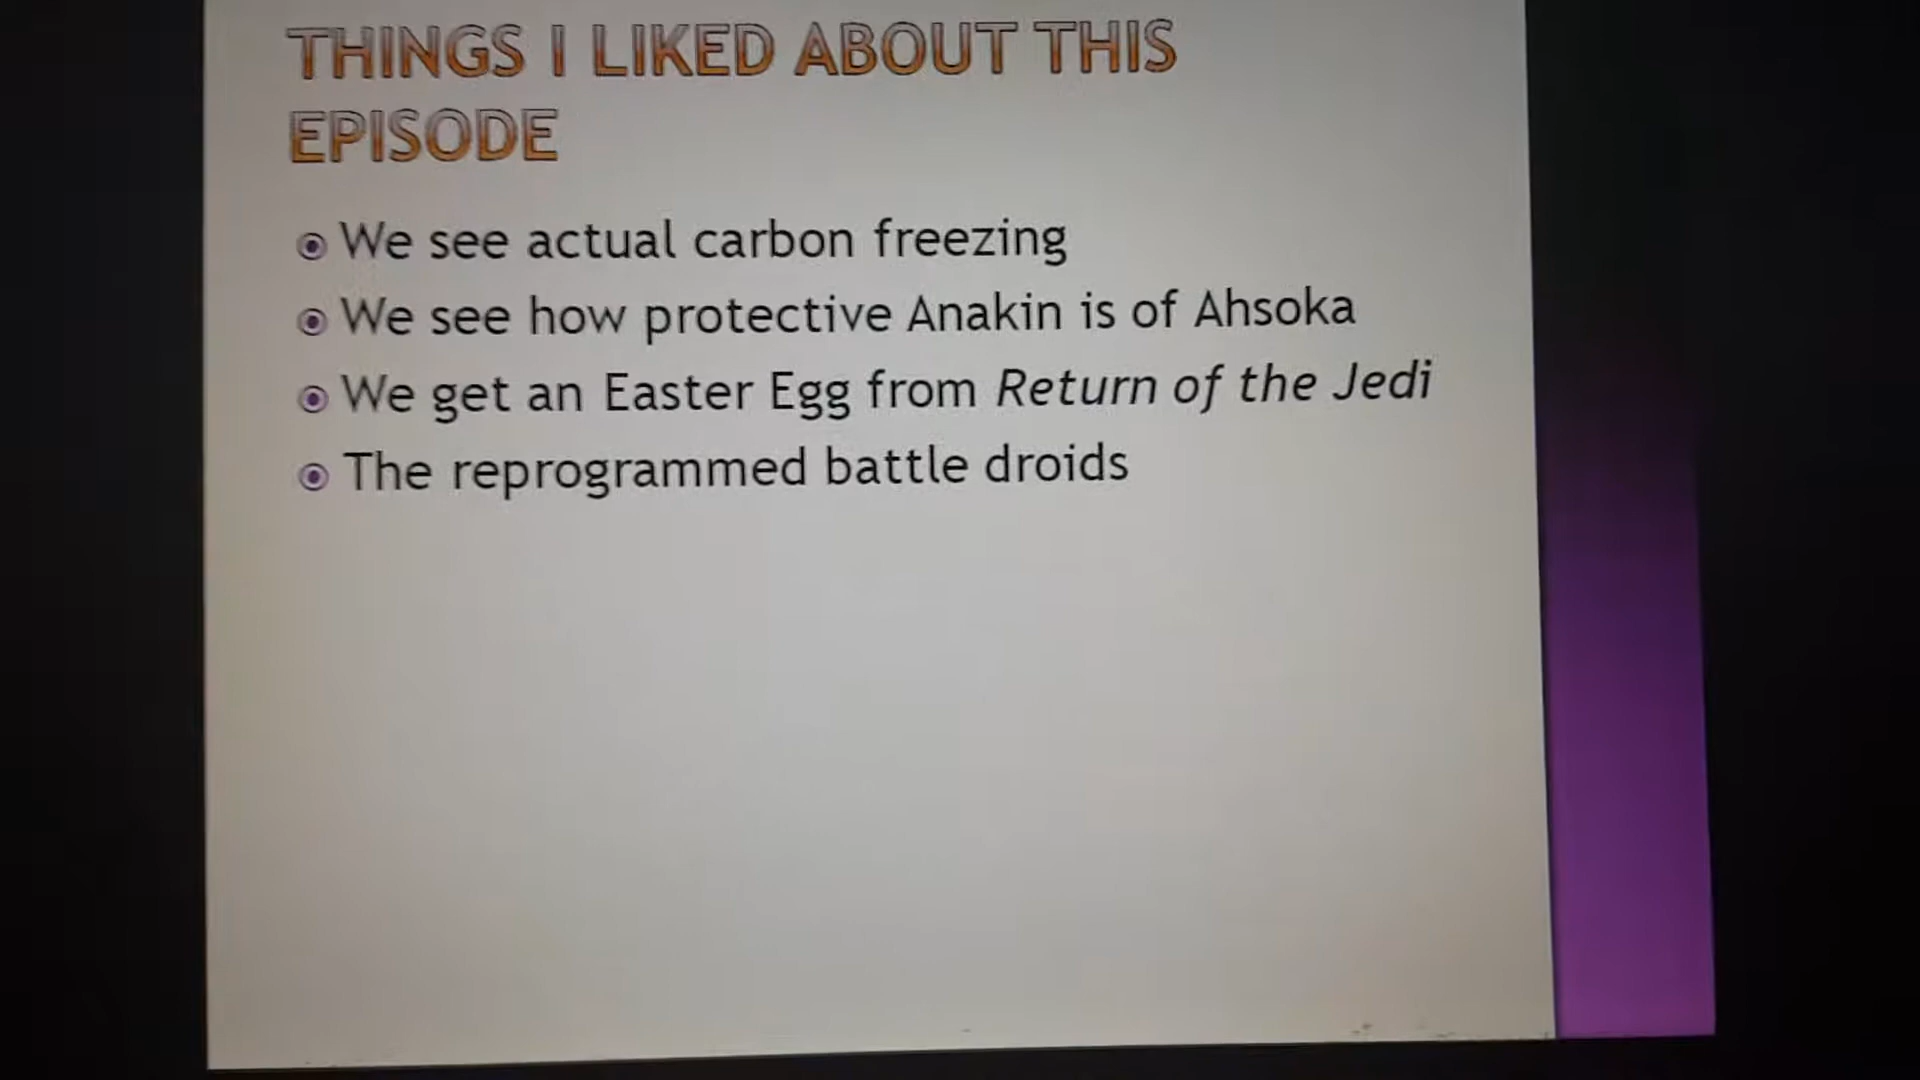 THINGS I LIKED ABOUT THIS
EPISODE
We see actual carbon freezing
We see how protective Anakin is of Ahsoka
We get an Easter Egg from Return of the Jedi
The reprogrammed battle droids